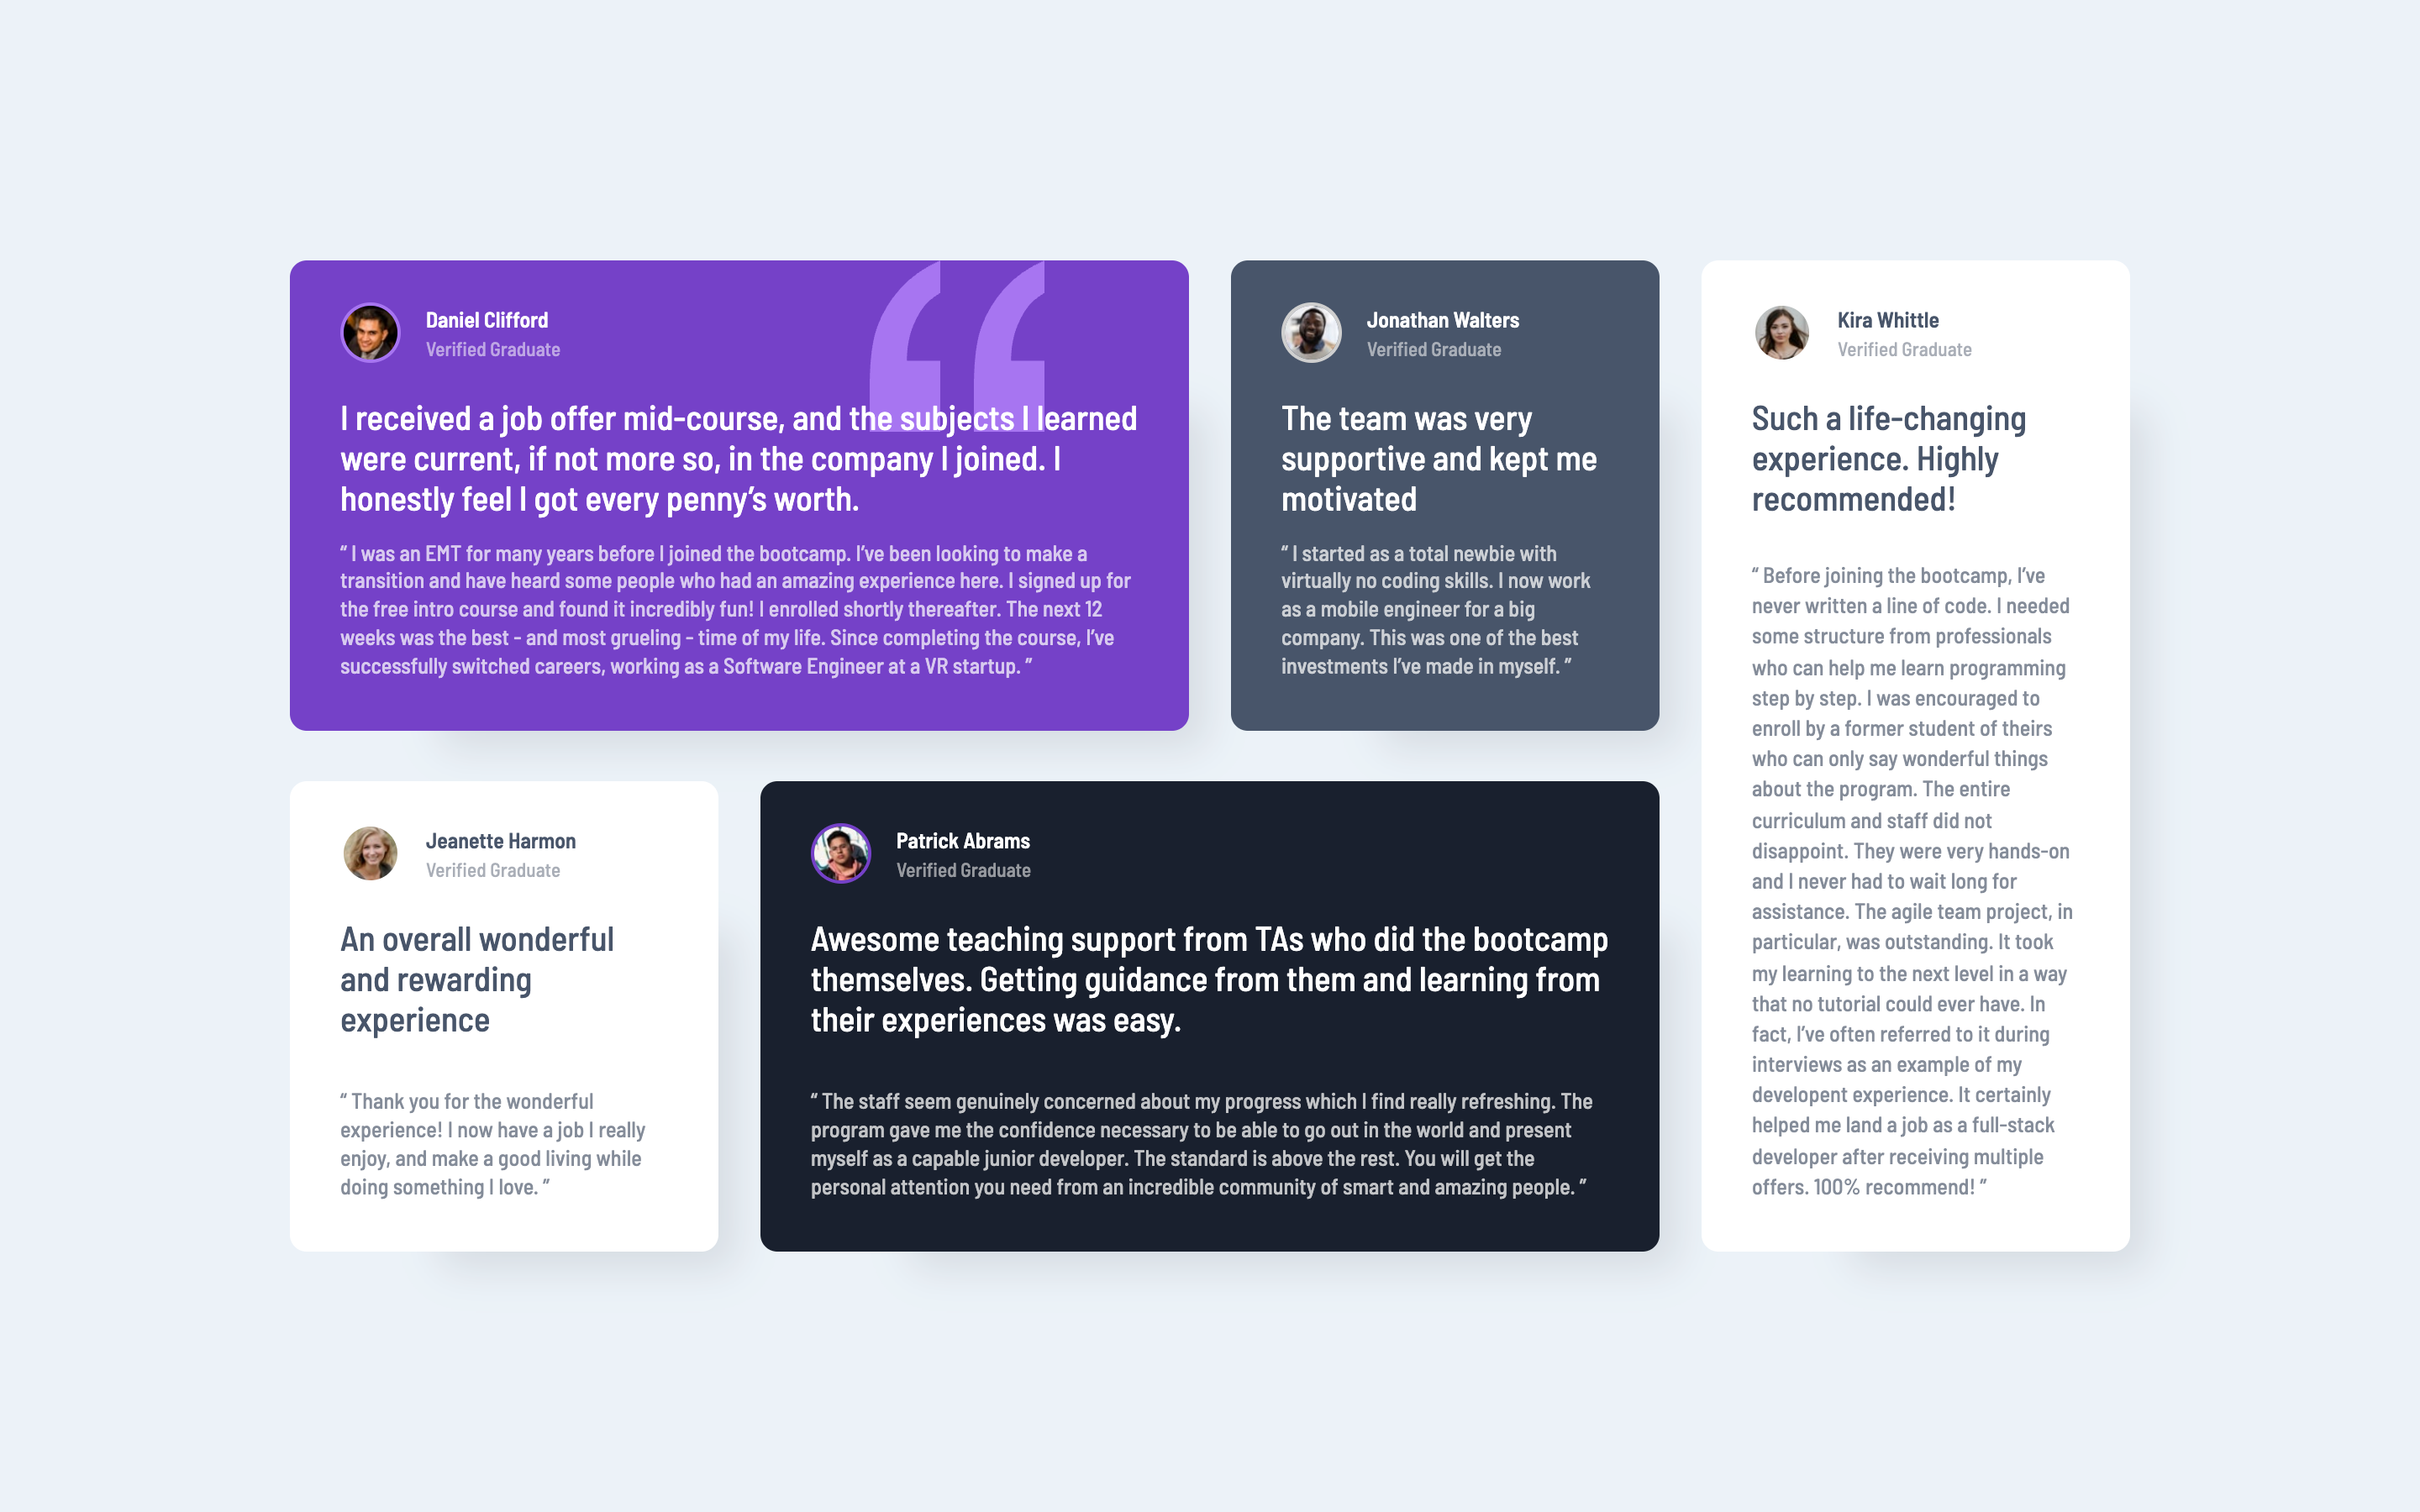 Daniel Clifford
Verified Graduate
I received a job offer mid-course, and the subjects I learned
were current, if not more so, in the company I joined. I
honestly feel I got every penny’s worth.
“ I was an EMT for many years before I joined the bootcamp. I’ve been looking to make a
transition and have heard some people who had an amazing experience here. I signed up for
the free intro course and found it incredibly fun! I enrolled shortly thereafter. The next 12
weeks was the best - and most grueling - time of my life. Since completing the course, I’ve
successfully switched careers, working as a Software Engineer at a VR startup. ”
Jonathan Walters
Verified Graduate
The team was very
supportive and kept me
motivated
“ I started as a total newbie with
virtually no coding skills. I now work
as a mobile engineer for a big
company. This was one of the best
investments I’ve made in myself. ”
Kira Whittle
Verified Graduate
Such a life-changing
experience. Highly
recommended!
“ Before joining the bootcamp, I’ve
never written a line of code. I needed
some structure from professionals
who can help me learn programming
step by step. I was encouraged to
enroll by a former student of theirs
who can only say wonderful things
about the program. The entire
curriculum and staff did not
disappoint. They were very hands-on
and I never had to wait long for
assistance. The agile team project, in
particular, was outstanding. It took
my learning to the next level in a way
that no tutorial could ever have. In
fact, I’ve often referred to it during
interviews as an example of my
developent experience. It certainly
helped me land a job as a full-stack
developer after receiving multiple
offers. 100% recommend! ”
Jeanette Harmon
Verified Graduate
An overall wonderful
and rewarding
experience
“ Thank you for the wonderful
experience! I now have a job I really
enjoy, and make a good living while
doing something I love. ”
Patrick Abrams
Verified Graduate
Awesome teaching support from TAs who did the bootcamp
themselves. Getting guidance from them and learning from
their experiences was easy.
“ The staff seem genuinely concerned about my progress which I find really refreshing. The
program gave me the confidence necessary to be able to go out in the world and present
myself as a capable junior developer. The standard is above the rest. You will get the
personal attention you need from an incredible community of smart and amazing people. ”